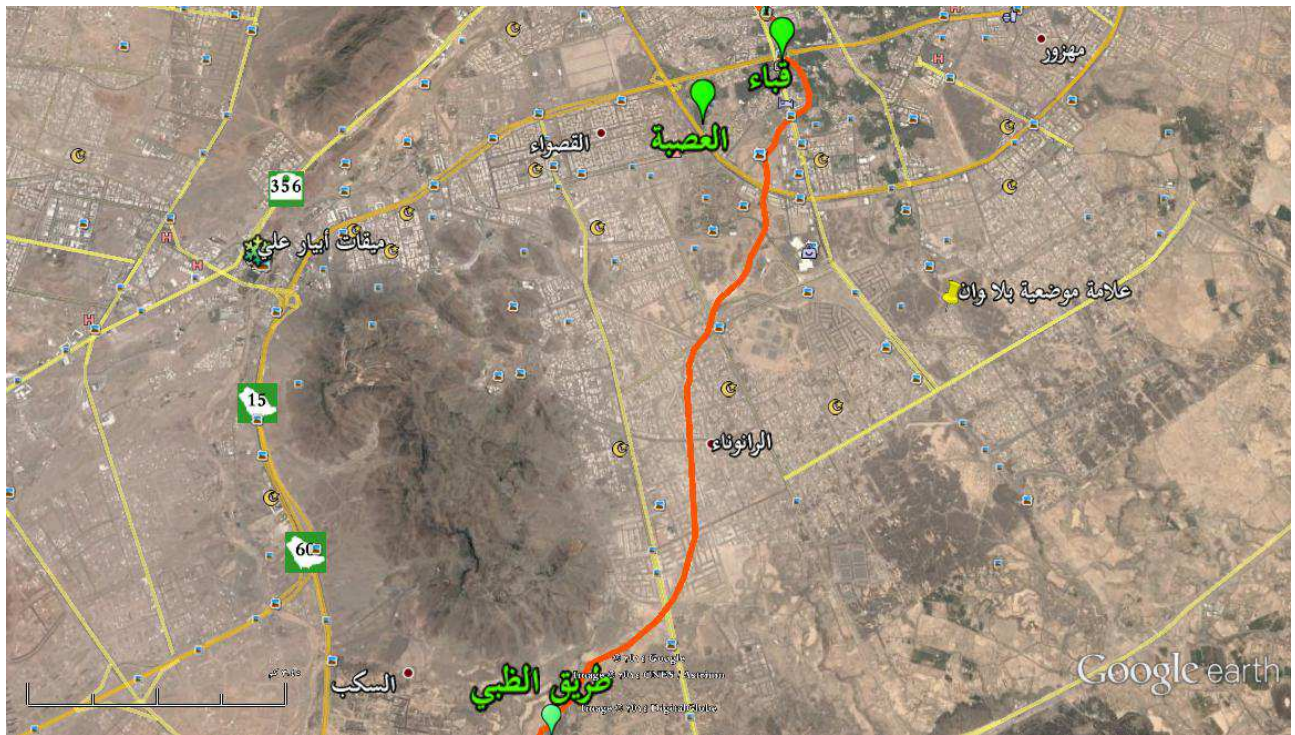 قباء
مهزور
العصبة
القصواء
356
ميقات أبيار علي
علامة موضعية بلا وان
15
الرانوناء
60
السكب
طريق الظبي
Google earth